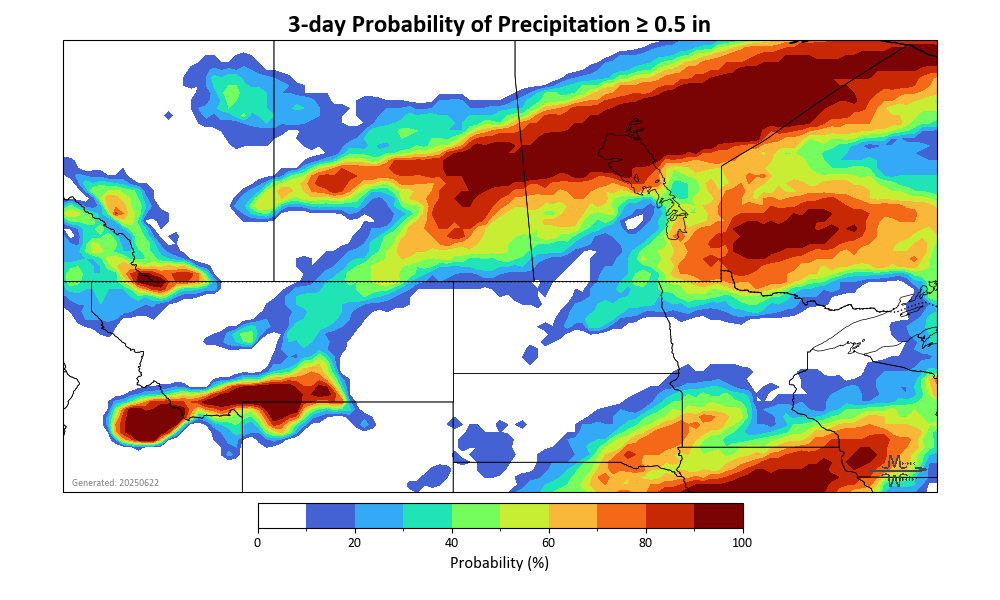 3-day Probability of Precipitation ≥ 0.5 in
Generated: 20250622
0 20 40 60 80 100
Probability (%)